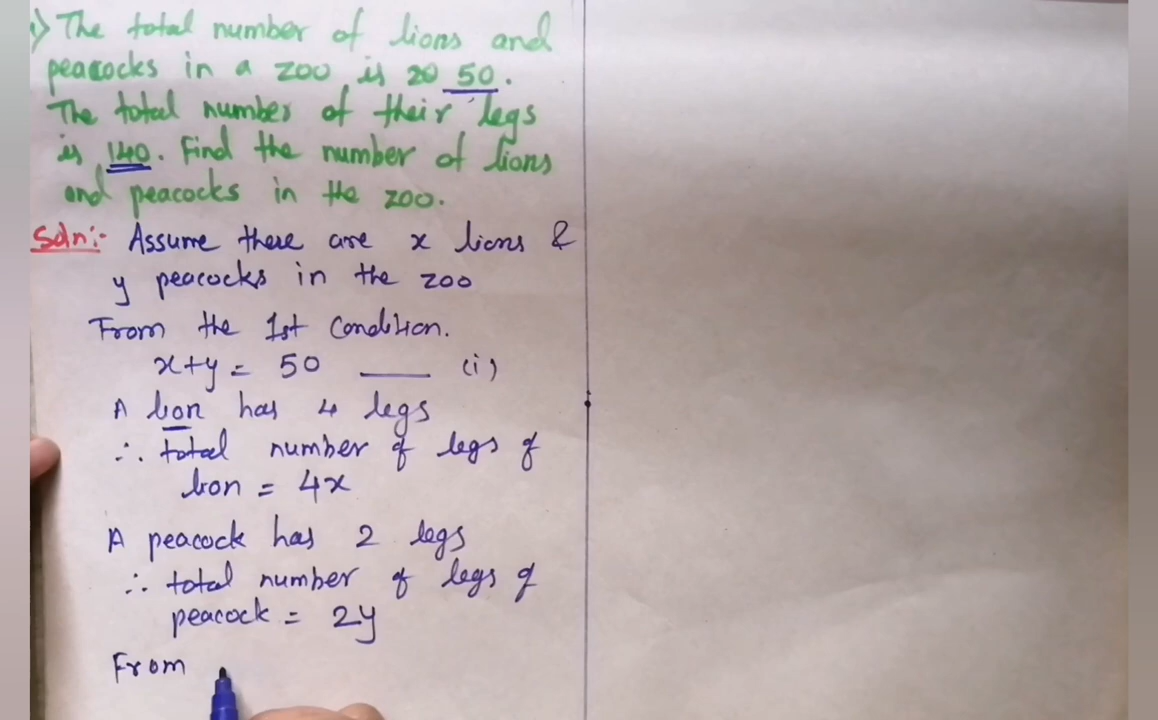 1) The total number of lions and
peacocks in a zoo is 20 50.
The total number of their legs
is 140. Find the number of lions
and peacocks in the zoo.
Soln:- Assume there are x lions &
y peacocks in the zoo
From the 1st Condition.
x+y = 50 ___ (i)
A lion has 4 legs
∴ total number of legs of
lion = 4x
A peacock has 2 legs
∴ total number of legs of
peacock = 2y
From